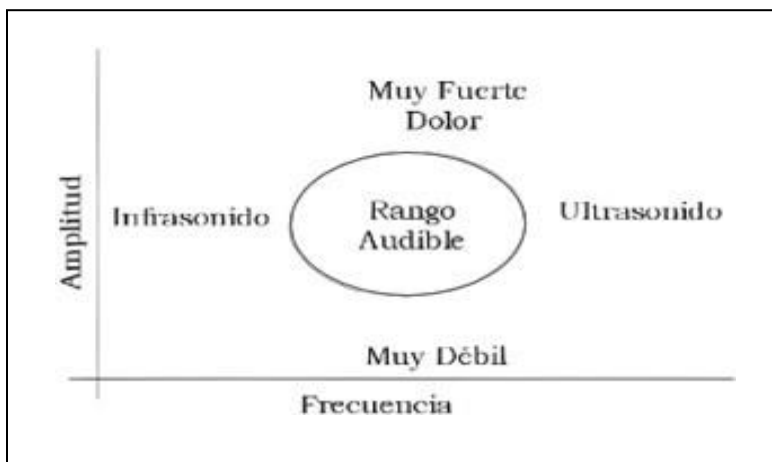 Muy Fuerte
Dolor
Amplitud
Infrasonido
Rango
Audible
Ultrasonido
Muy Débil
Frecuencia